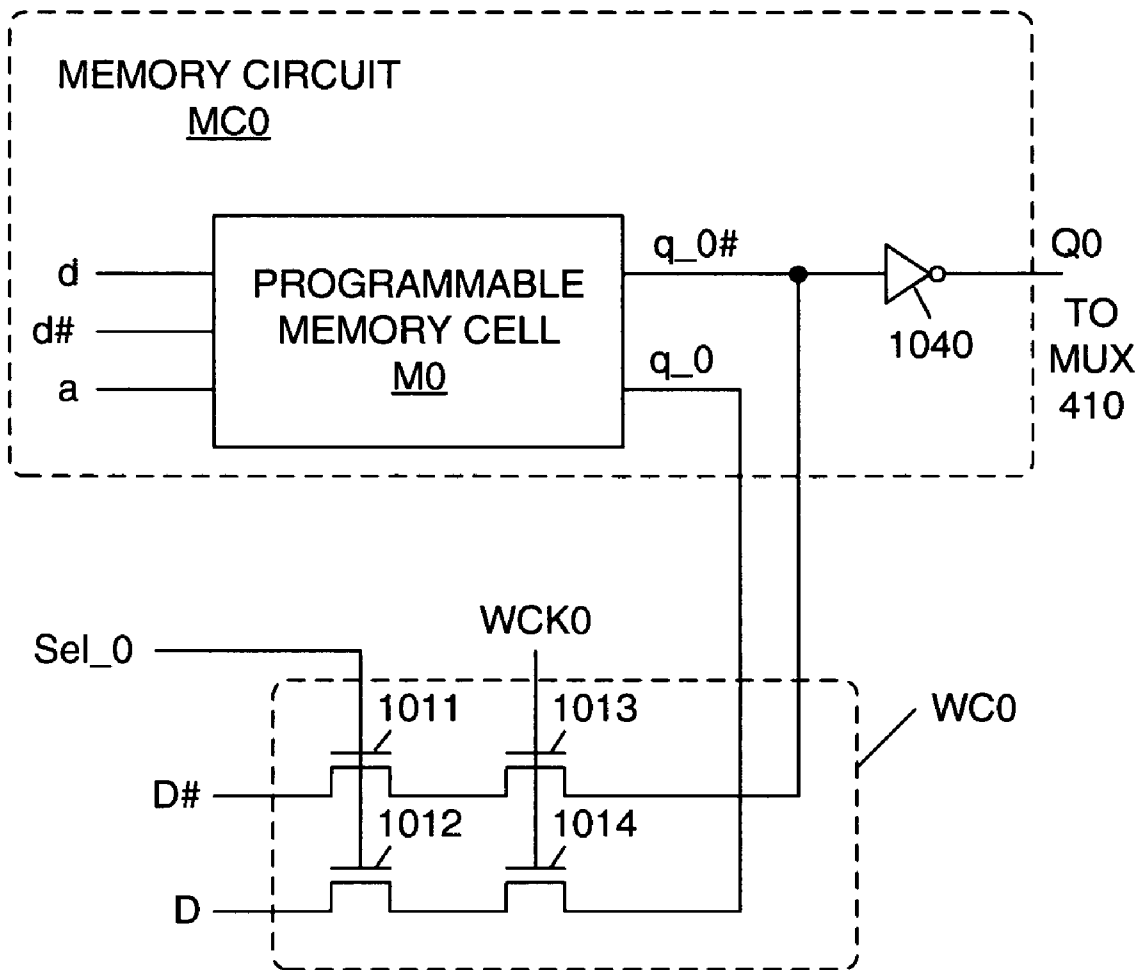 MEMORY CIRCUIT
MC0
d
d#
a
PROGRAMMABLE
MEMORY CELL
M0
q_0#
q_0
1040
Q0
TO
MUX
410
Sel_0
WCK0
WC0
1011
1013
D#
1012
1014
D